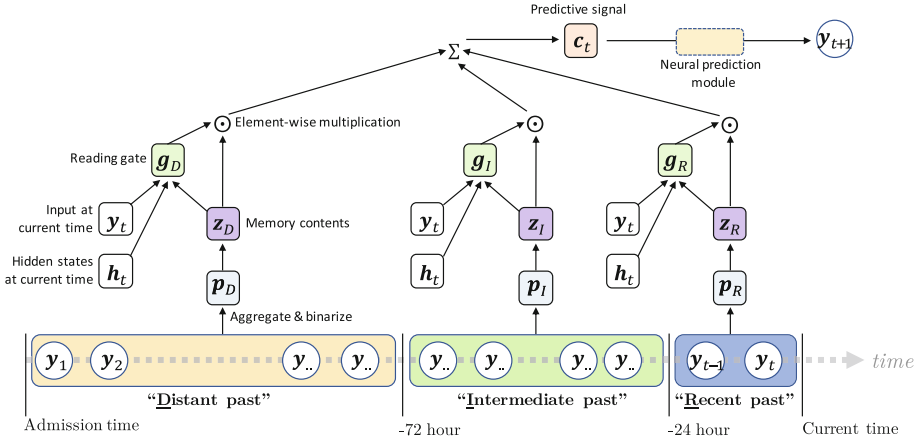 Predictive signal
c_t
y_{t+1}
Neural prediction
module
Σ
Element-wise multiplication
Reading gate
g_D
g_I
g_R
Input at
current time
y_t
z_D
Memory contents
y_t
z_I
y_t
z_R
Hidden states
at current time
h_t
p_D
h_t
p_I
h_t
p_R
Aggregate & binarize
y_1 y_2 y_.. y_.. y_.. y_.. y_.. y_.. y_{t-1} y_t time
“Distant past” “Intermediate past” “Recent past”
Admission time -72 hour -24 hour Current time